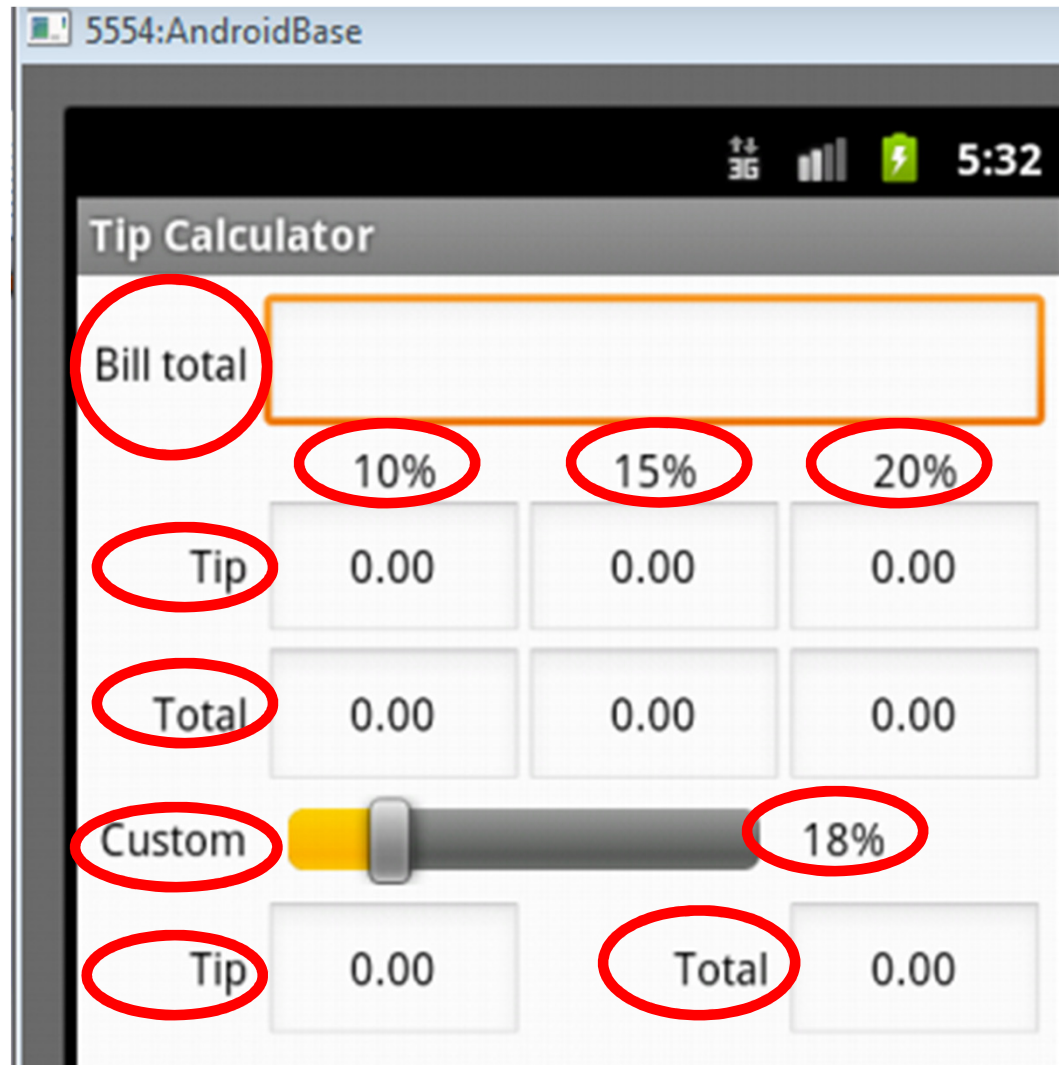 5554:AndroidBase
3G 5:32
Tip Calculator
Bill total
10% 15% 20%
Tip 0.00 0.00 0.00
Total 0.00 0.00 0.00
Custom 18%
Tip 0.00 Total 0.00